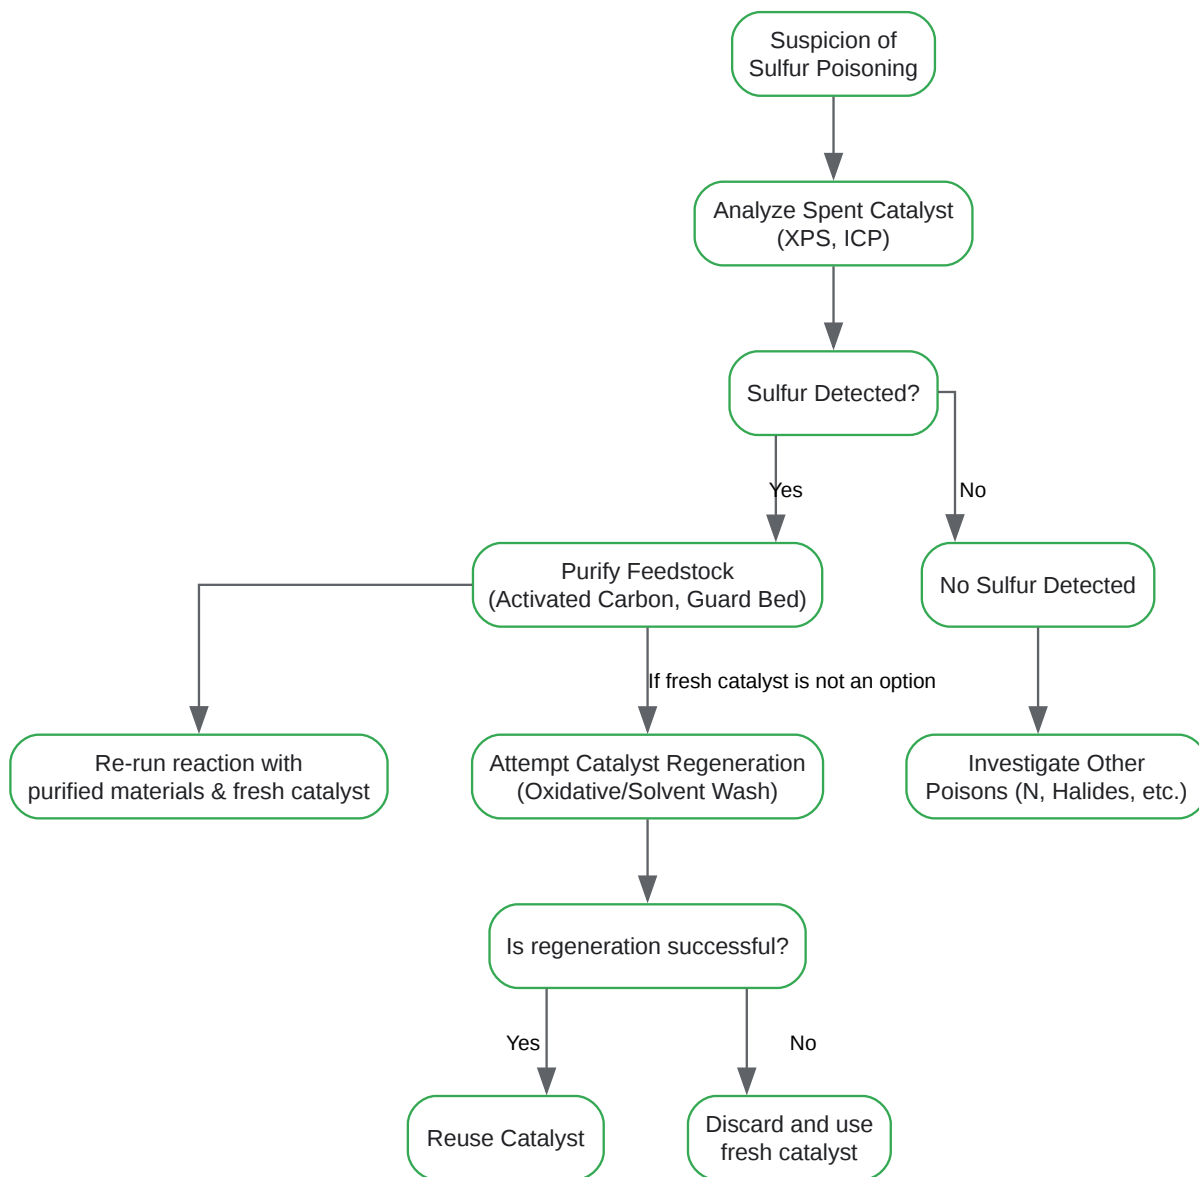 Suspicion of
Sulfur Poisoning
Analyze Spent Catalyst
(XPS, ICP)
Sulfur Detected?
Yes
No
Purify Feedstock
(Activated Carbon, Guard Bed)
No Sulfur Detected
If fresh catalyst is not an option
Re-run reaction with
purified materials & fresh catalyst
Attempt Catalyst Regeneration
(Oxidative/Solvent Wash)
Investigate Other
Poisons (N, Halides, etc.)
Is regeneration successful?
Yes
No
Reuse Catalyst
Discard and use
fresh catalyst